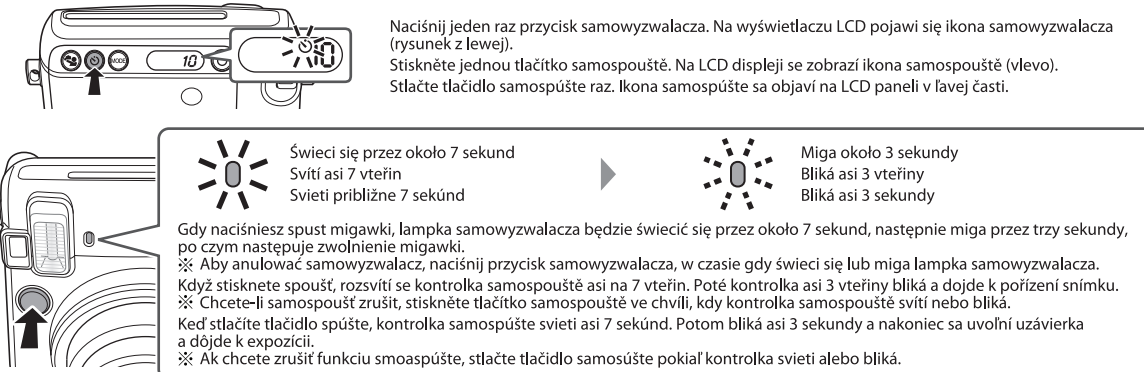 Naciśnij jeden raz przycisk samowyzwalacza. Na wyświetlaczu LCD pojawi się ikona samowyzwalacza
(rysunek z lewej).
Stiskněte jednou tlačítko samospouště. Na LCD displeji se zobrazí ikona samospouště (vlevo).
Stlačte tlačidlo samospúšte raz. Ikona samospúšte sa objaví na LCD paneli v ľavej časti.
MODE
10
10
Świeci się przez około 7 sekund
Svítí asi 7 vteřin
Svieti približne 7 sekúnd
Miga około 3 sekundy
Bliká asi 3 vteřiny
Bliká asi 3 sekundy
Gdy naciśniesz spust migawki, lampka samowyzwalacza będzie świecić się przez około 7 sekund, następnie miga przez trzy sekundy,
po czym następuje zwolnienie migawki.
※ Aby anulować samowyzwalacz, naciśnij przycisk samowyzwalacza, w czasie gdy świeci się lub miga lampka samowyzwalacza.
Když stisknete spoušť, rozsvítí se kontrolka samospouště asi na 7 vteřin. Poté kontrolka asi 3 vteřiny bliká a dojde k pořízení snímku.
※ Chcete-li samospoušť zrušit, stiskněte tlačítko samospouště ve chvíli, kdy kontrolka samospouště svítí nebo bliká.
Keď stlačíte tlačidlo spúšte, kontrolka samospúšte svieti asi 7 sekúnd. Potom bliká asi 3 sekundy a nakoniec sa uvoľní uzávierka
a dôjde k expozícii.
※ Ak chcete zrušiť funkciu smoaspúšte, stlačte tlačidlo samosúšte pokiaľ kontrolka svieti alebo bliká.